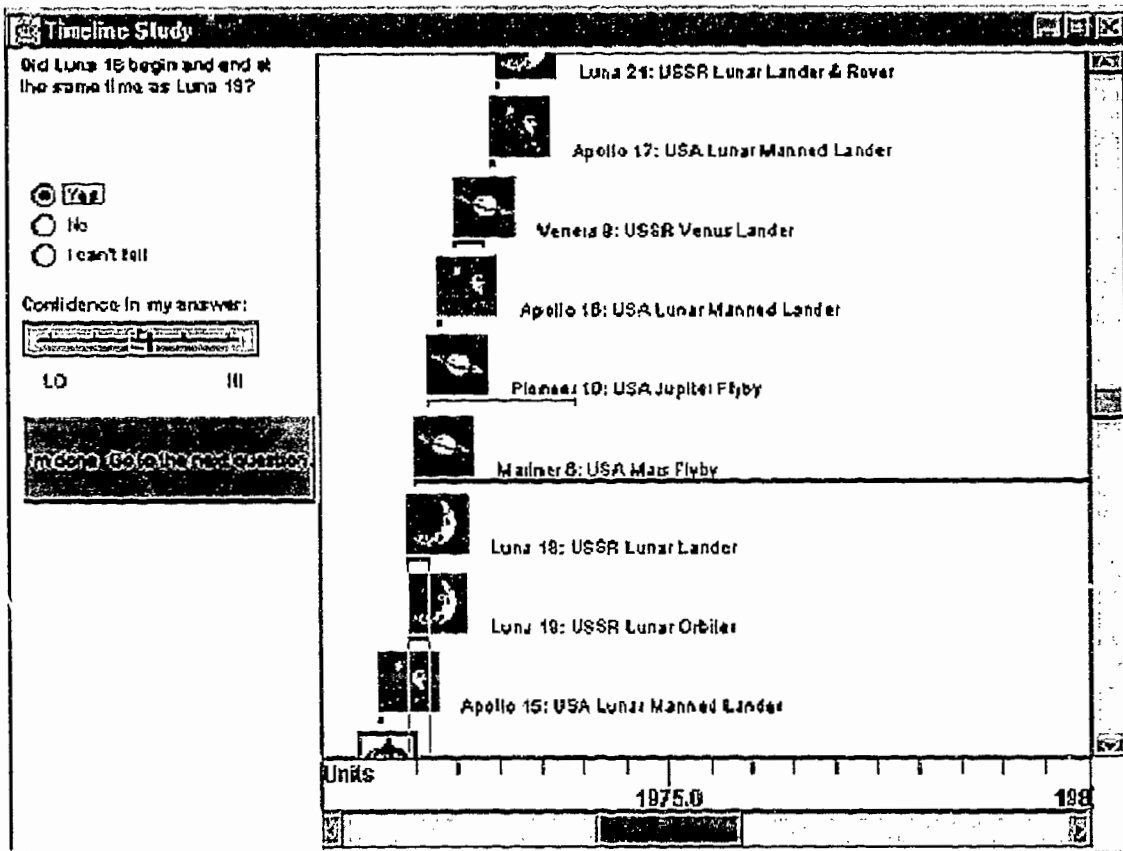 Timeline Study
Did Luna 18 begin and end at
the same time as Luna 19?
Yes
No
I can't tell
Confidence in my answer:
LO HI
I'm done. Go to the next question
Luna 21: USSR Lunar Lander & Rover
Apollo 17: USA Lunar Manned Lander
Venera 8: USSR Venus Lander
Apollo 16: USA Lunar Manned Lander
Pioneer 10: USA Jupiter Flyby
Mariner 8: USA Mars Flyby
Luna 18: USSR Lunar Lander
Luna 19: USSR Lunar Orbiter
Apollo 15: USA Lunar Manned Lander
Units
1975.0
198